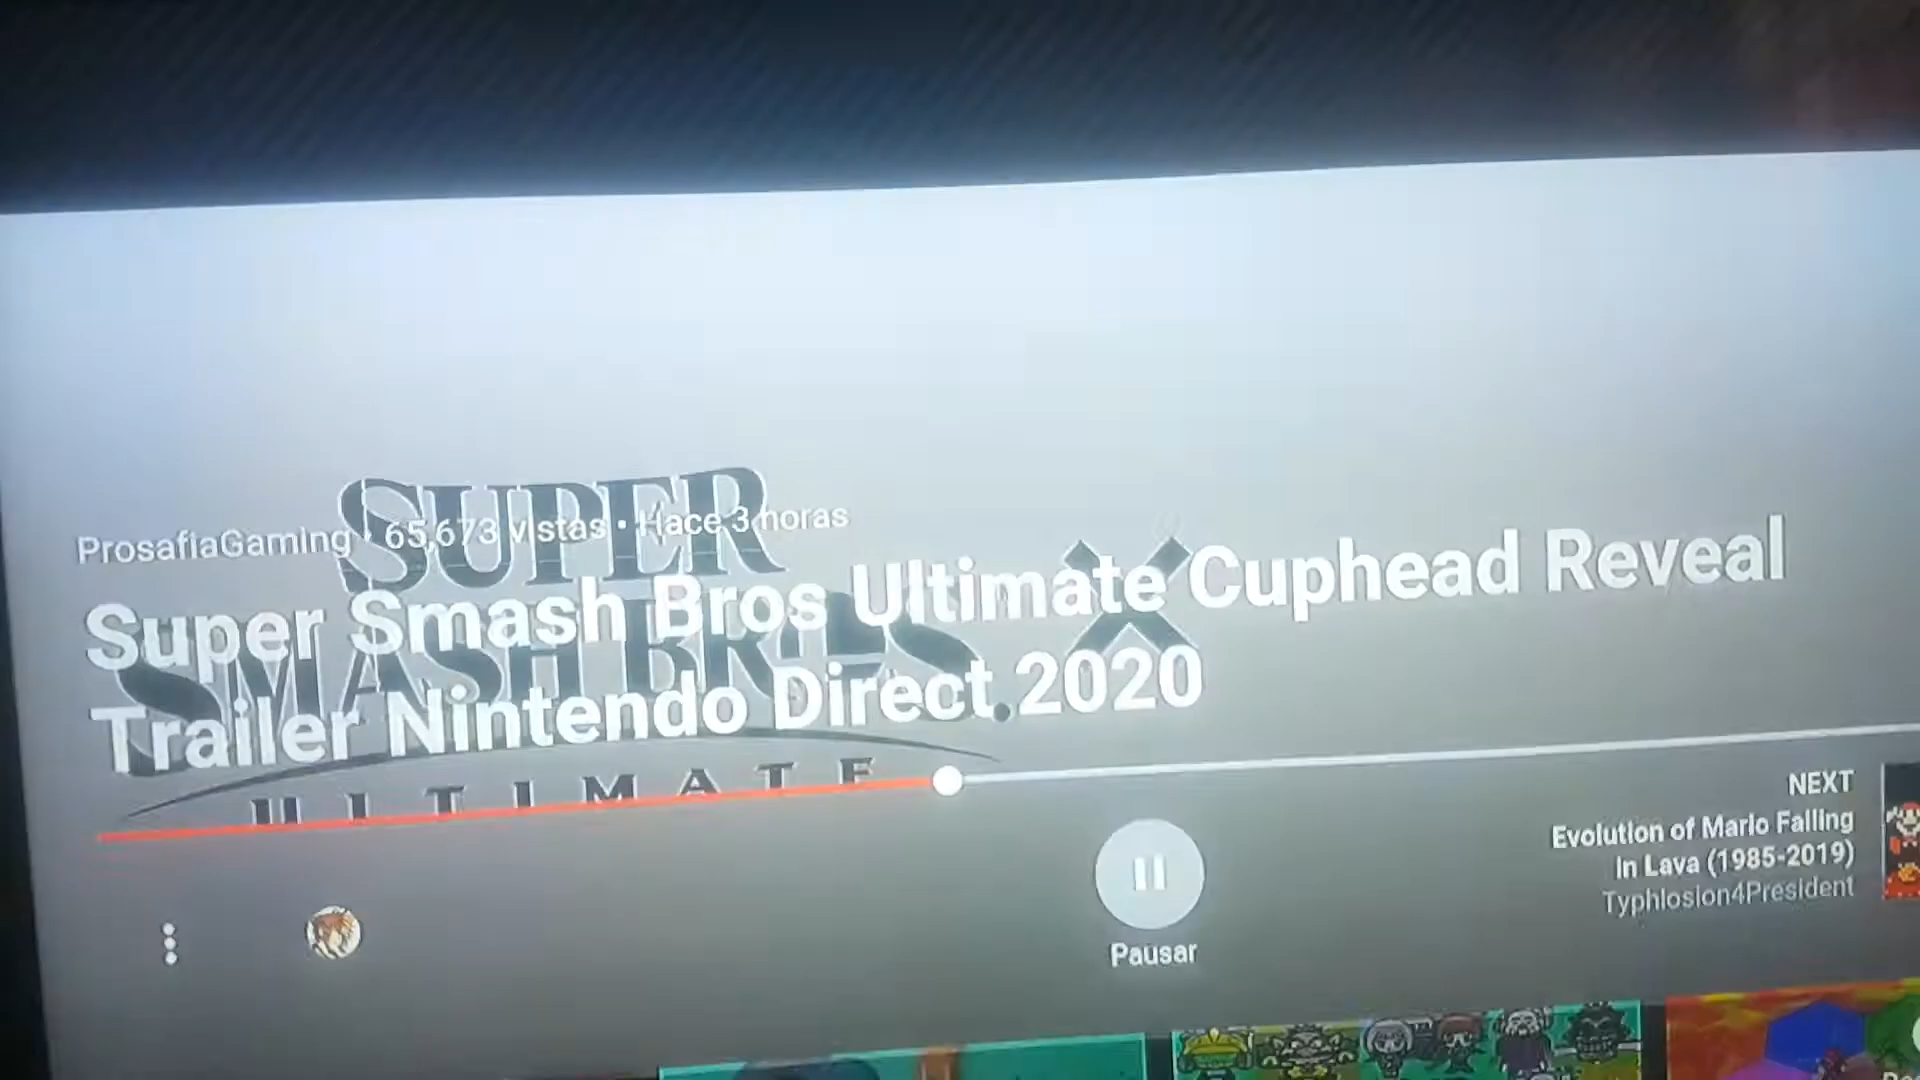 SUPER
SMASH BROS.
ULTIMATE
X
ProsafiaGaming • 65,673 vistas • Hace 3 horas
Super Smash Bros Ultimate Cuphead Reveal
Trailer Nintendo Direct 2020
NEXT
Evolution of Mario Falling
in Lava (1985-2019)
Typhlosion4President
Pausar